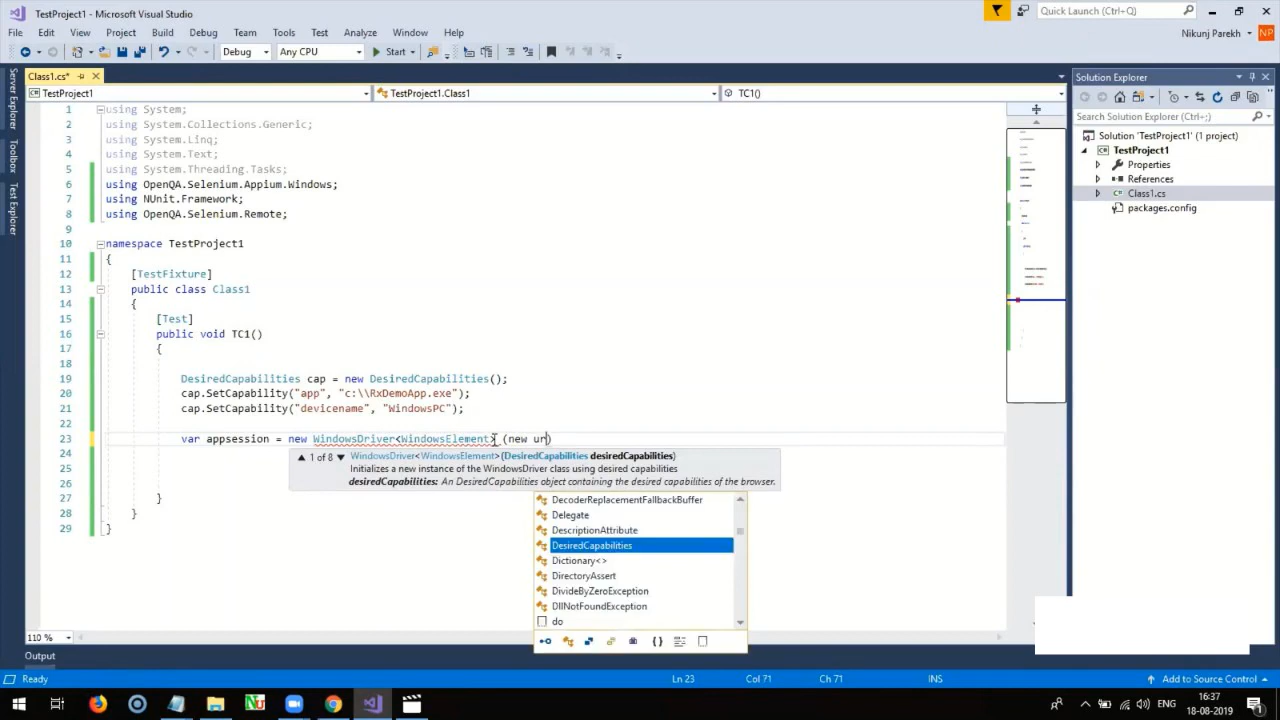 TestProject1 - Microsoft Visual Studio
Quick Launch (Ctrl+Q)
File Edit View Project Build Debug Team Tools Test Analyze Window Help
Nikunj Parekh NP
Debug Any CPU Start
Server Explorer
Toolbox
Test Explorer
Class1.cs*
Solution Explorer
TestProject1 TestProject1.Class1 TC1()
Search Solution Explorer (Ctrl+;)
Solution 'TestProject1' (1 project)
TestProject1
Properties
References
Class1.cs
packages.config
1 using System;
2 using System.Collections.Generic;
3 using System.Linq;
4 using System.Text;
5 using System.Threading.Tasks;
6 using OpenQA.Selenium.Appium.Windows;
7 using NUnit.Framework;
8 using OpenQA.Selenium.Remote;
9
10 namespace TestProject1
11 {
12 [TestFixture]
13 public class Class1
14 {
15 [Test]
16 public void TC1()
17 {
18
19 DesiredCapabilities cap = new DesiredCapabilities();
20 cap.SetCapability("app", "c:\\RxDemoApp.exe");
21 cap.SetCapability("devicename", "WindowsPC");
22
23 var appsession = new WindowsDriver<WindowsElement> (new ur)
24
25
26
27 }
28 }
29 }
1 of 8 WindowsDriver<WindowsElement>(DesiredCapabilities desiredCapabilities)
Initializes a new instance of the WindowsDriver class using desired capabilities
desiredCapabilities: An DesiredCapabilities object containing the desired capabilities of the browser.
DecoderReplacementFallbackBuffer
Delegate
DescriptionAttribute
DesiredCapabilities
Dictionary<>
DirectoryAssert
DivideByZeroException
DllNotFoundException
do
110 %
Output
Ready Ln 23 Col 71 Ch 71 INS Add to Source Control
ENG 16:37
18-08-2019